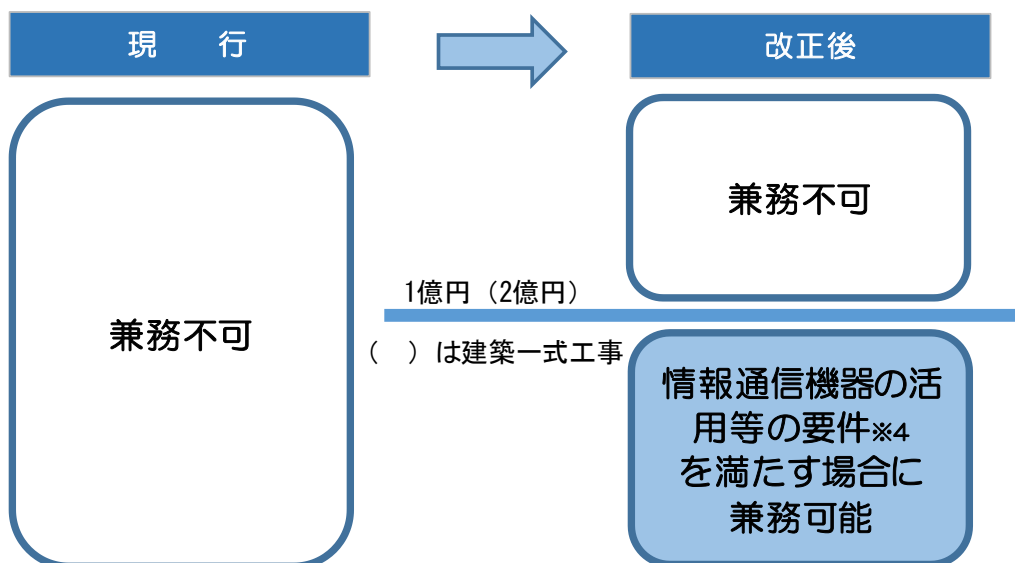 現　　行
改正後
兼務不可
兼務不可
1億円（2億円）
（　）は建築一式工事
情報通信機器の活
用等の要件※4
を満たす場合に
兼務可能